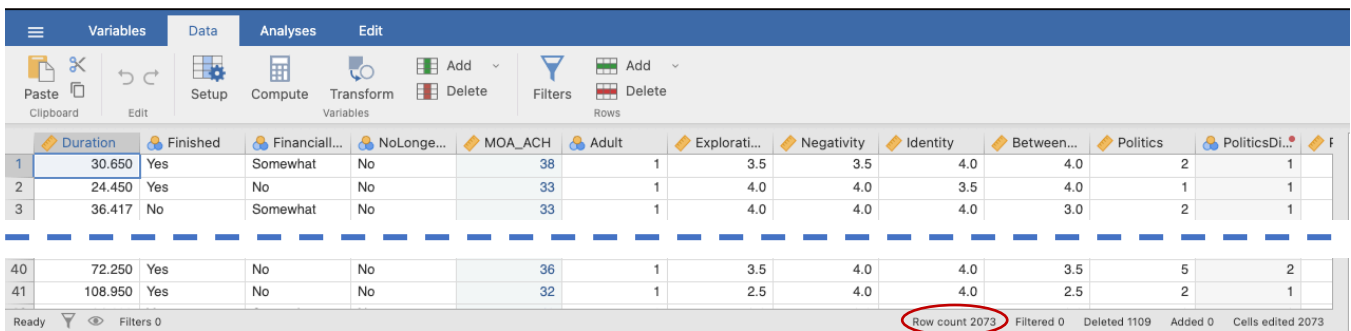 Variables Data Analyses Edit
Paste Setup Compute Transform Add Delete Filters Add Delete
Clipboard Edit Variables Rows
Duration Finished Financiall... NoLonge... MOA_ACH Adult Explorati... Negativity Identity Between... Politics PoliticsDi...
1 30.650 Yes Somewhat No 38 1 3.5 3.5 4.0 4.0 2 1
2 24.450 Yes No No 33 1 4.0 4.0 3.5 4.0 1 1
3 36.417 No Somewhat No 33 1 4.0 4.0 4.0 3.0 2 1
40 72.250 Yes No No 36 1 3.5 4.0 4.0 3.5 5 2
41 108.950 Yes No No 32 1 2.5 4.0 4.0 2.5 2 1
Ready Filters 0 Row count 2073 Filtered 0 Deleted 1109 Added 0 Cells edited 2073